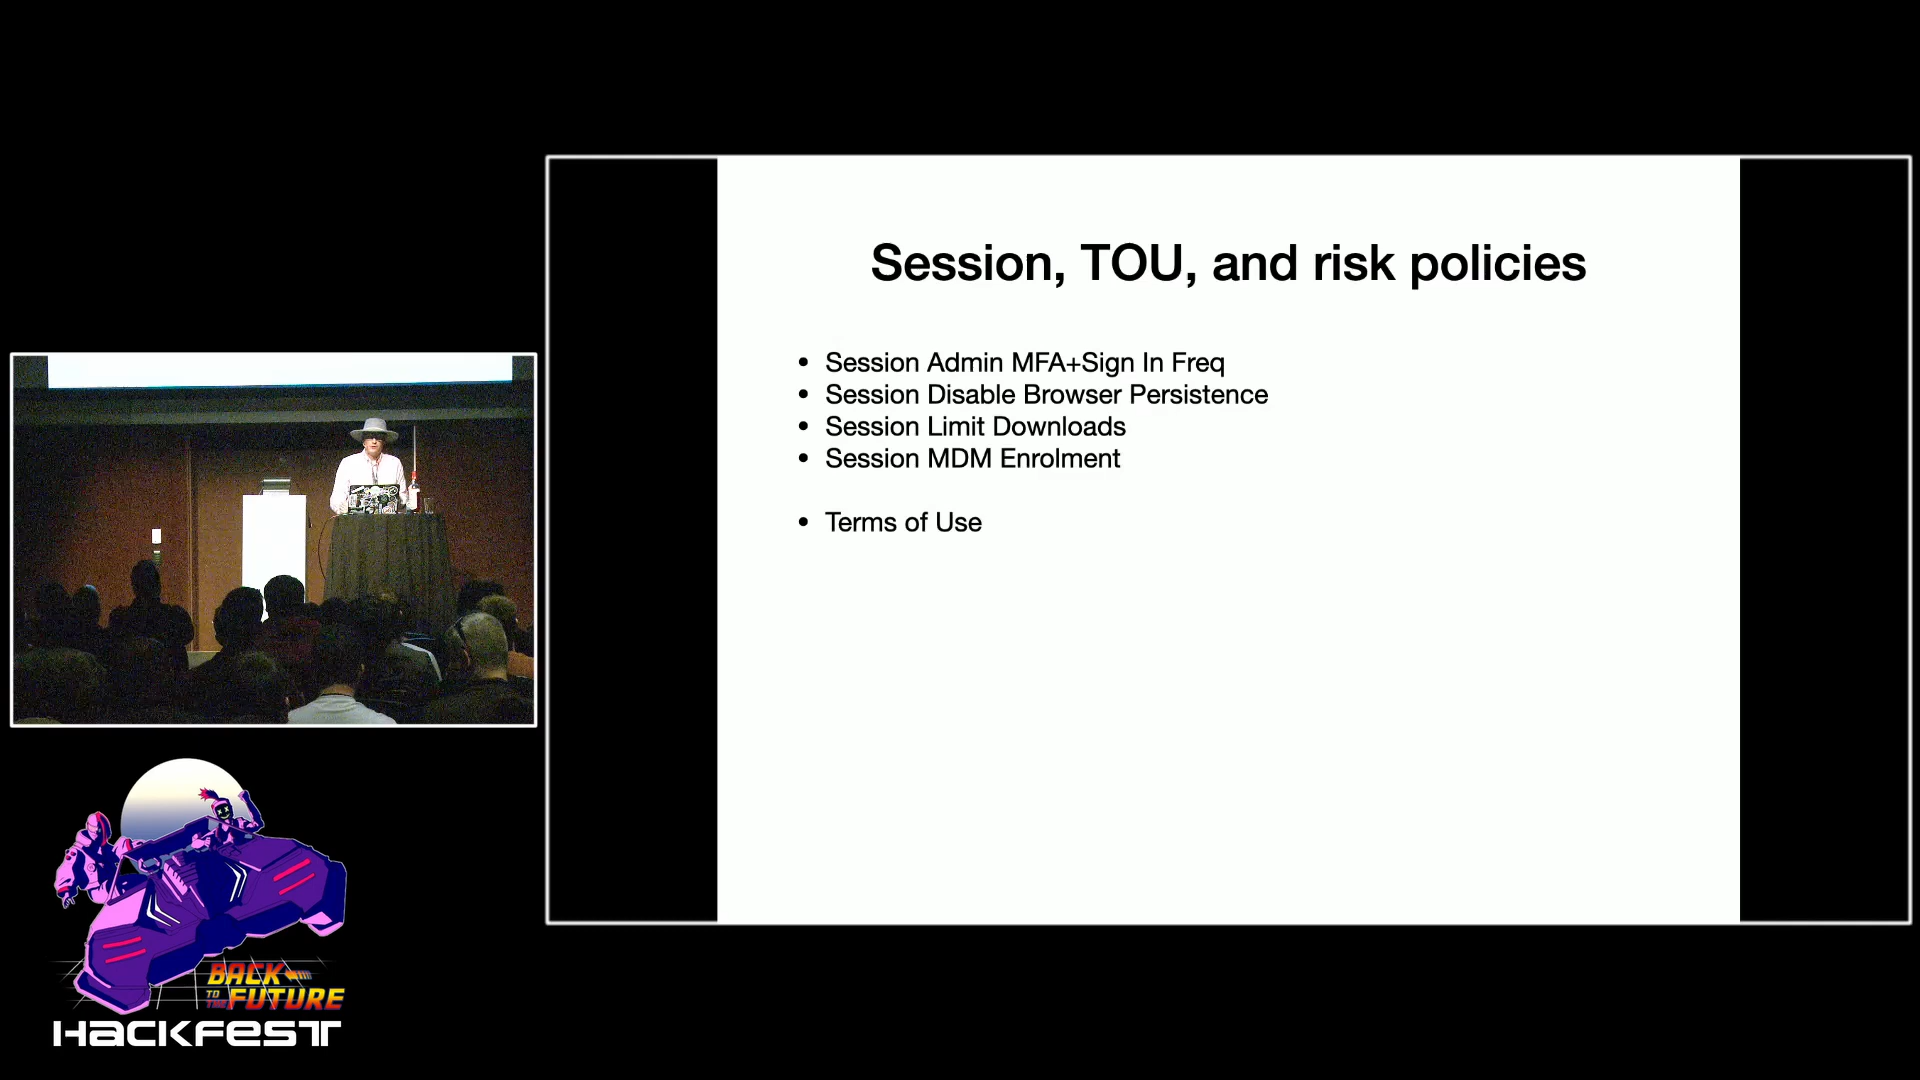 Session, TOU, and risk policies
• Session Admin MFA+Sign In Freq
• Session Disable Browser Persistence
• Session Limit Downloads
• Session MDM Enrolment
• Terms of Use
BACK
TO THE FUTURE
HACKFEST